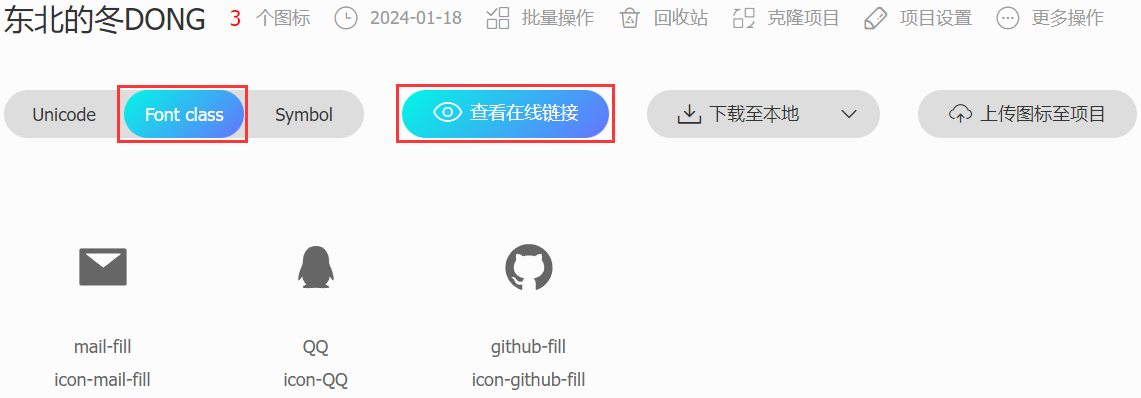 东北的冬DONG 3 个图标 2024-01-18 批量操作 回收站 克隆项目 项目设置 更多操作
Unicode Font class Symbol 查看在线链接 下载至本地 上传图标至项目
mail-fill QQ github-fill
icon-mail-fill icon-QQ icon-github-fill